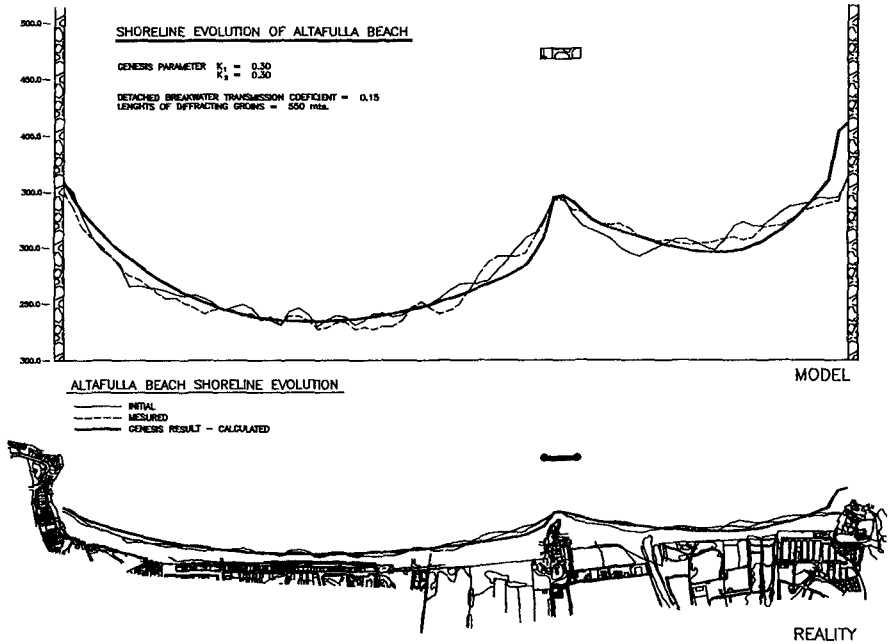 SHORELINE EVOLUTION OF ALTAFULLA BEACH
GENESIS PARAMETER K₁ = 0.30
K₂ = 0.30
DETACHED BREAKWATER TRANSMISSION COEFICIENT = 0.15
LENGHTS OF DIFFRACTING GROINS = 550 mts.
500.0
450.0
400.0
350.0
300.0
250.0
200.0
MODEL
ALTAFULLA BEACH SHORELINE EVOLUTION
INITIAL
MESURED
GENESIS RESULT - CALCULATED
REALITY